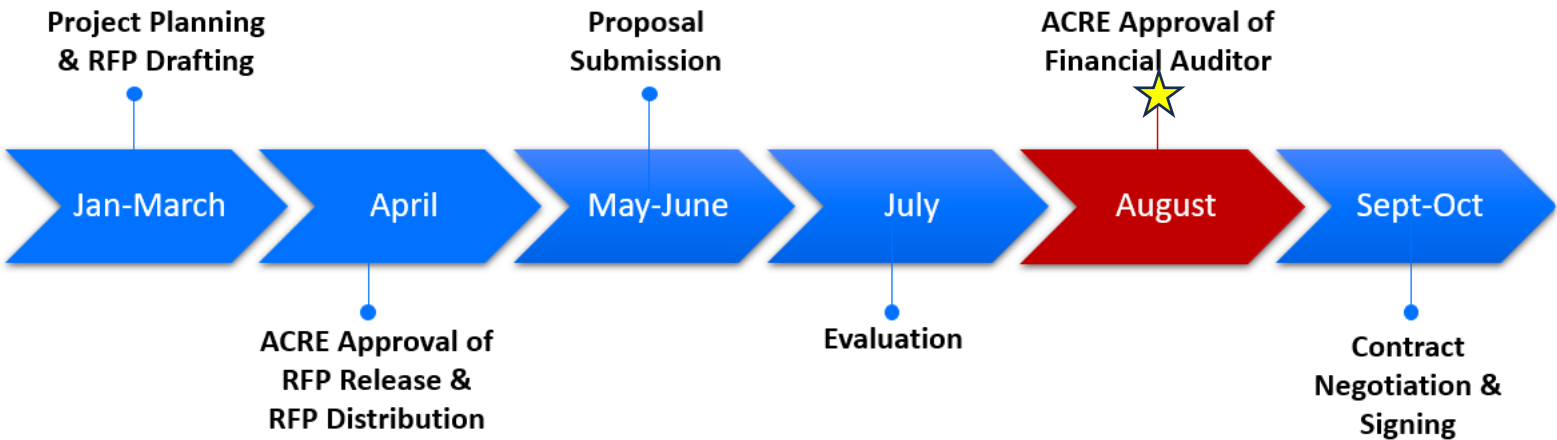 Project Planning
& RFP Drafting
Proposal
Submission
ACRE Approval of
Financial Auditor
Jan-March
April
May-June
July
August
Sept-Oct
ACRE Approval of
RFP Release &
RFP Distribution
Evaluation
Contract
Negotiation &
Signing